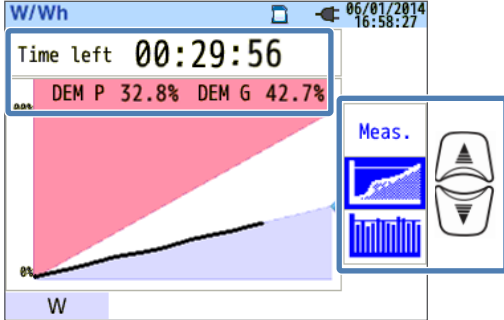 W/Wh 06/01/2014
16:58:27
Time left 00:29:56
DEM P 32.8% DEM G 42.7%
Meas.
0%
W